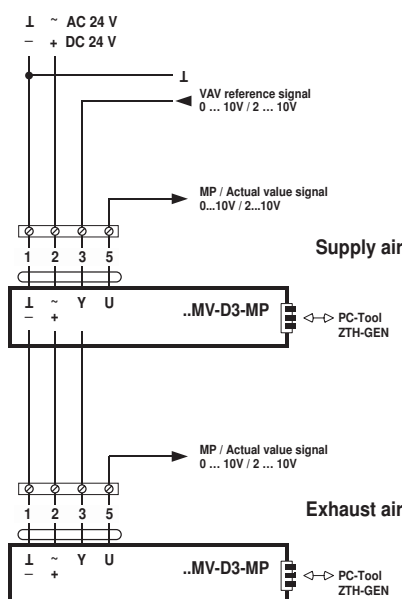 ⊥ ~ AC 24 V
– + DC 24 V
⊥
VAV reference signal
0 ... 10V / 2 ... 10V
MP / Actual value signal
0...10V / 2...10V
Supply air
1 2 3 5
⊥ ~ Y U
– +
..MV-D3-MP
PC-Tool
ZTH-GEN
MP / Actual value signal
0 ... 10V / 2 ... 10V
Exhaust air
1 2 3 5
⊥ ~ Y U
– +
..MV-D3-MP
PC-Tool
ZTH-GEN